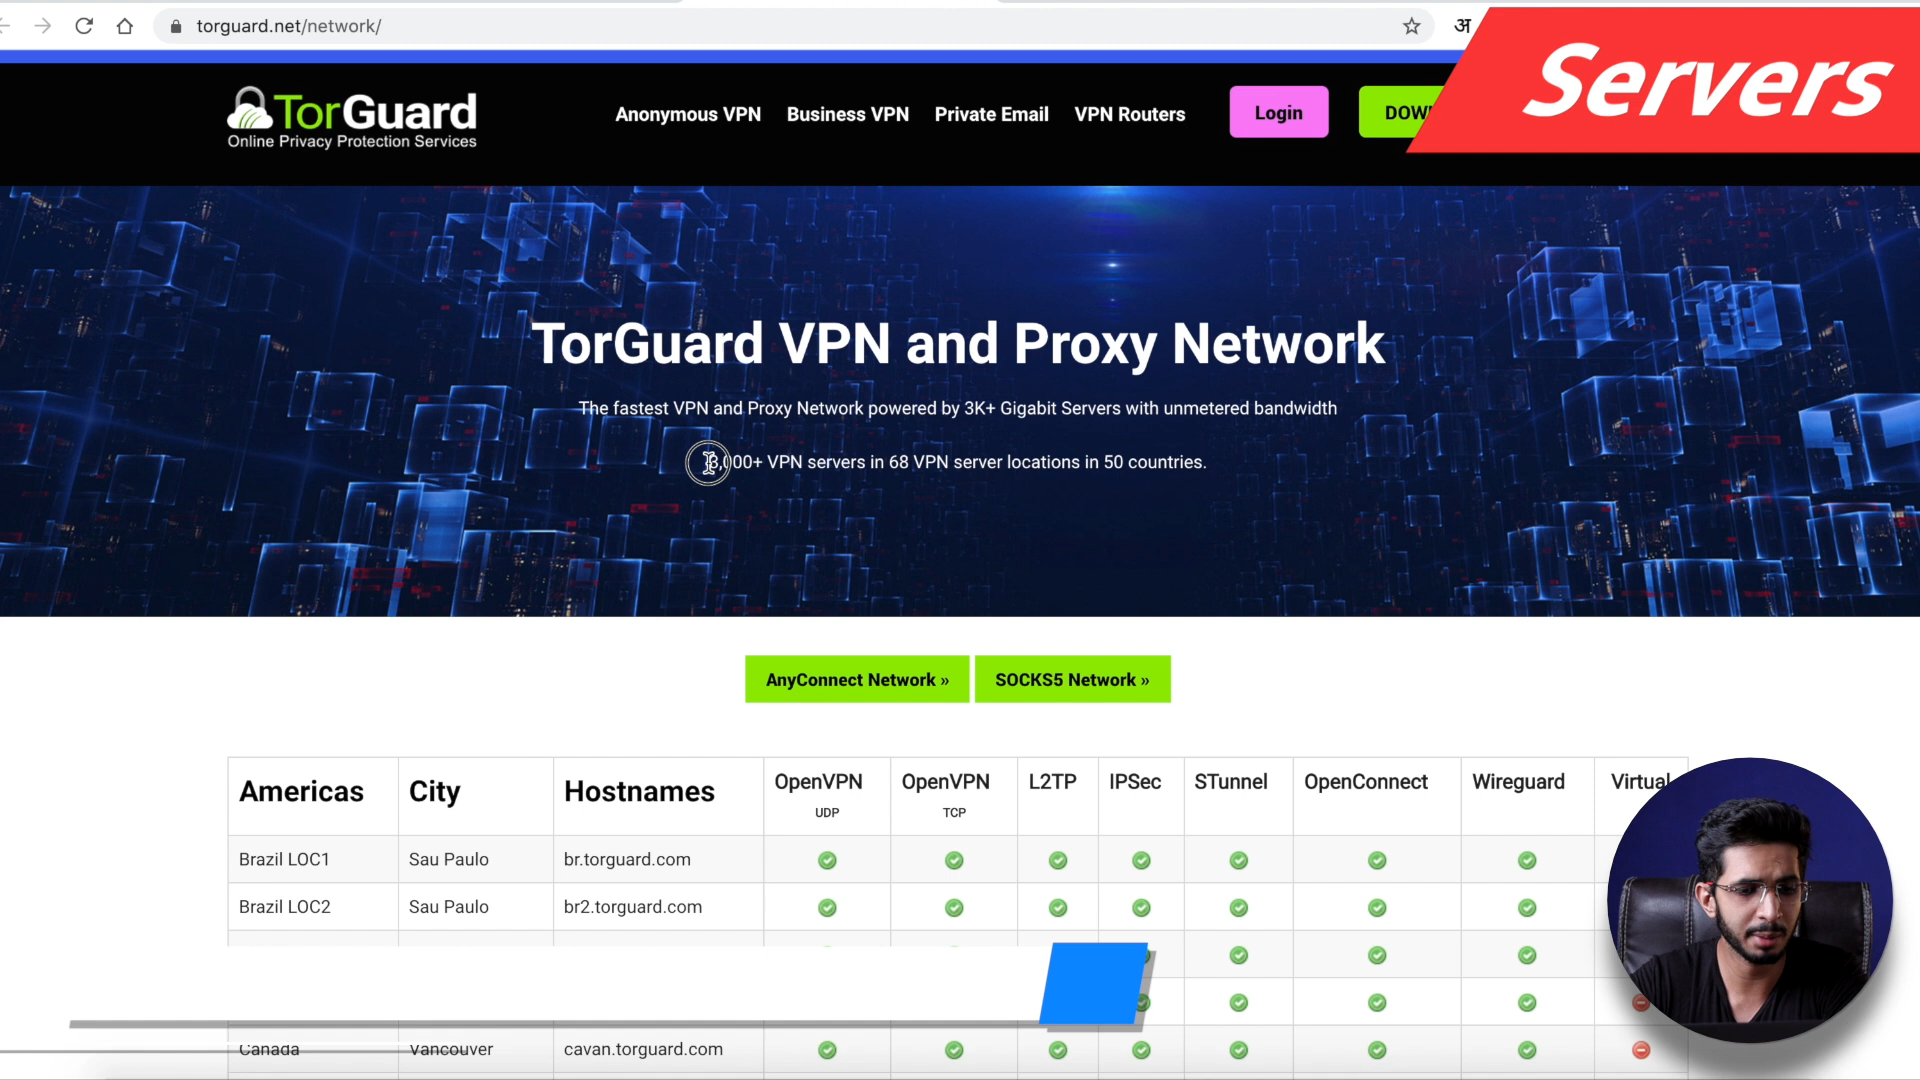 torguard.net/network/
अ
Servers
TorGuard
Online Privacy Protection Services
Anonymous VPN
Business VPN
Private Email
VPN Routers
Login
TorGuard VPN and Proxy Network
The fastest VPN and Proxy Network powered by 3K+ Gigabit Servers with unmetered bandwidth
3,000+ VPN servers in 68 VPN server locations in 50 countries.
AnyConnect Network »
SOCKS5 Network »
Americas City Hostnames OpenVPN UDP OpenVPN TCP L2TP IPSec STunnel OpenConnect Wireguard Virtual
Brazil LOC1 Sau Paulo br.torguard.com
Brazil LOC2 Sau Paulo br2.torguard.com
Canada Vancouver cavan.torguard.com